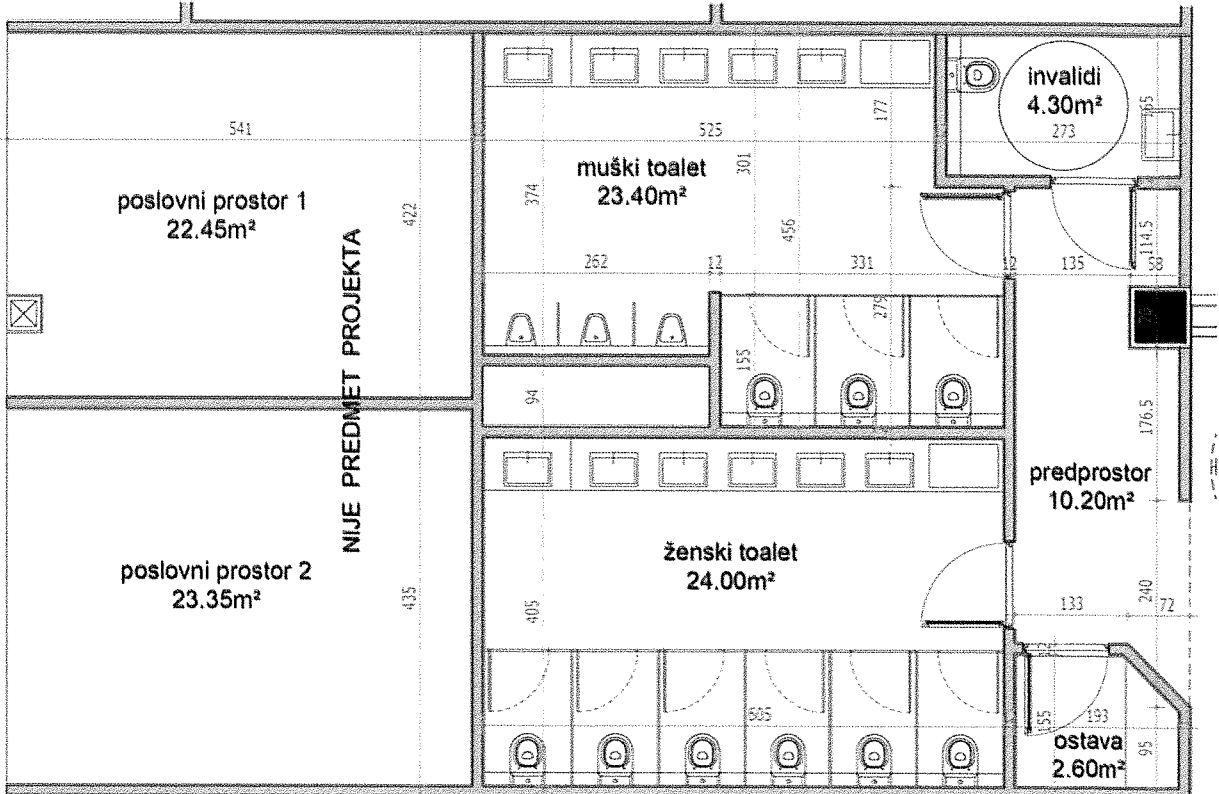 541
poslovni prostor 1
22.45m²
422
NIJE PREDMET PROJEKTA
poslovni prostor 2
23.35m²
435
525
muški toalet
23.40m²
374
301
177
456
262
12
331
12
135
58
114.5
invalidi
4.30m²
273
165
94
155
275
176.5
predprostor
10.20m²
ženski toalet
24.00m²
405
133
240
72
12
155
193
95
ostava
2.60m²